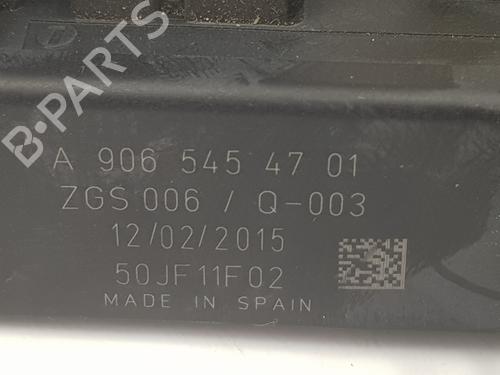 B-PARTS
A 906 545 47 01
ZGS 006 / Q-003
12/02/2015
50JF11F02
MADE IN SPAIN